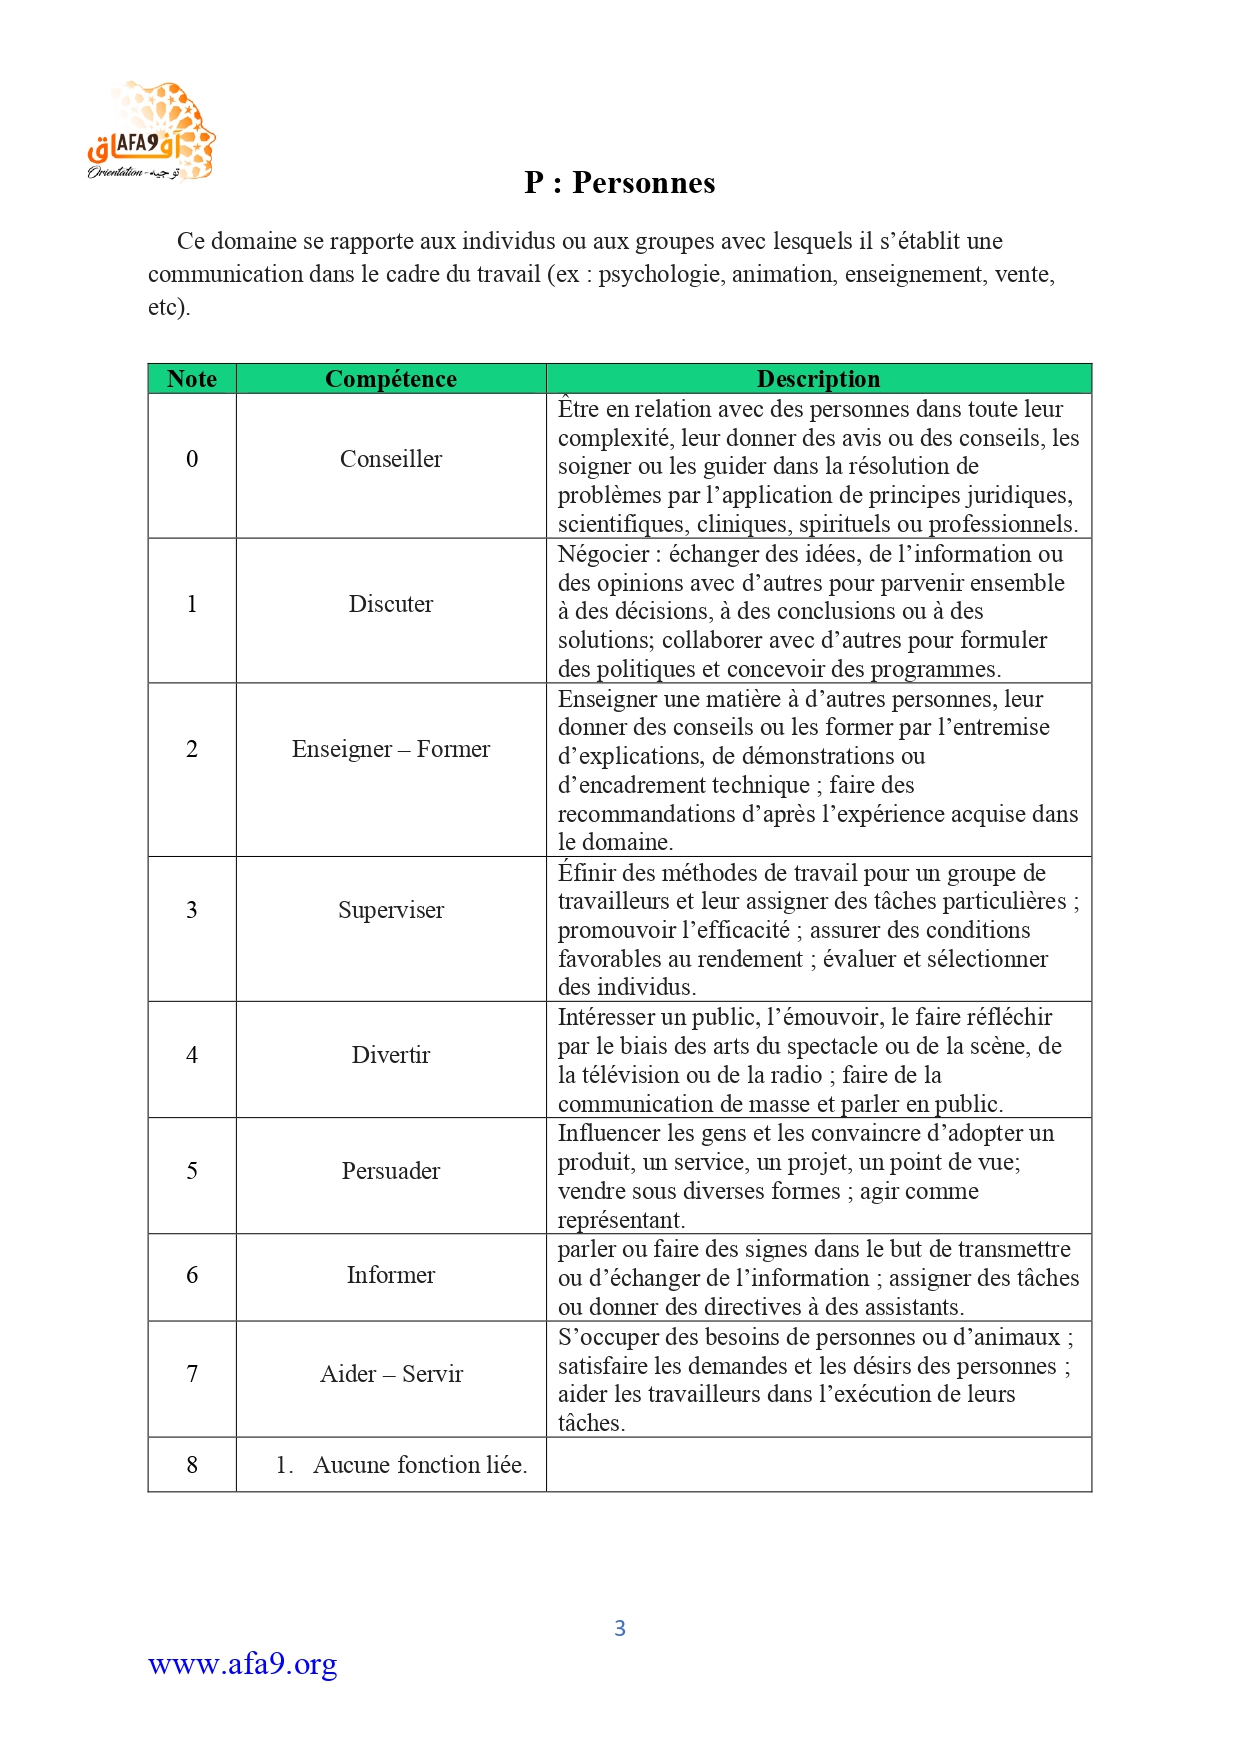 آفاق
AFA9
Orientation - توجيه
P : Personnes
Ce domaine se rapporte aux individus ou aux groupes avec lesquels il s’établit une
communication dans le cadre du travail (ex : psychologie, animation, enseignement, vente,
etc).
Note Compétence Description
0 Conseiller
Être en relation avec des personnes dans toute leur
complexité, leur donner des avis ou des conseils, les
soigner ou les guider dans la résolution de
problèmes par l’application de principes juridiques,
scientifiques, cliniques, spirituels ou professionnels.
1 Discuter
Négocier : échanger des idées, de l’information ou
des opinions avec d’autres pour parvenir ensemble
à des décisions, à des conclusions ou à des
solutions; collaborer avec d’autres pour formuler
des politiques et concevoir des programmes.
2 Enseigner – Former
Enseigner une matière à d’autres personnes, leur
donner des conseils ou les former par l’entremise
d’explications, de démonstrations ou
d’encadrement technique ; faire des
recommandations d’après l’expérience acquise dans
le domaine.
3 Superviser
Éfinir des méthodes de travail pour un groupe de
travailleurs et leur assigner des tâches particulières ;
promouvoir l’efficacité ; assurer des conditions
favorables au rendement ; évaluer et sélectionner
des individus.
4 Divertir
Intéresser un public, l’émouvoir, le faire réfléchir
par le biais des arts du spectacle ou de la scène, de
la télévision ou de la radio ; faire de la
communication de masse et parler en public.
5 Persuader
Influencer les gens et les convaincre d’adopter un
produit, un service, un projet, un point de vue;
vendre sous diverses formes ; agir comme
représentant.
6 Informer
parler ou faire des signes dans le but de transmettre
ou d’échanger de l’information ; assigner des tâches
ou donner des directives à des assistants.
7 Aider – Servir
S’occuper des besoins de personnes ou d’animaux ;
satisfaire les demandes et les désirs des personnes ;
aider les travailleurs dans l’exécution de leurs
tâches.
8 1. Aucune fonction liée.
3
www.afa9.org